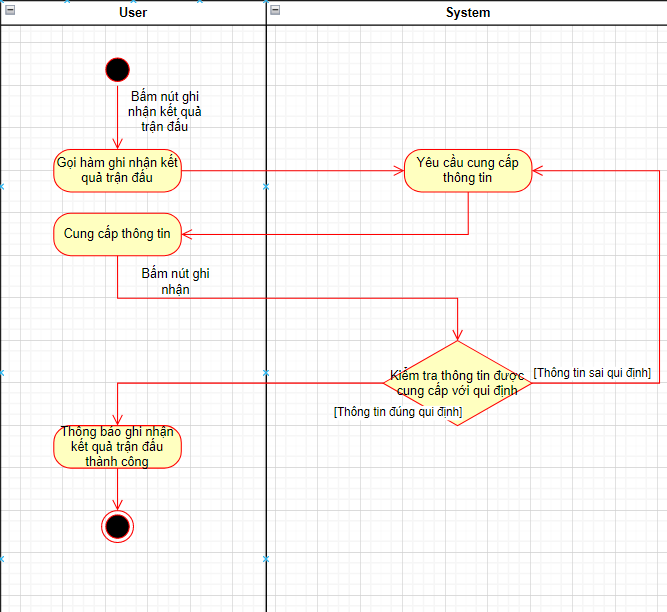 User
System
Bấm nút ghi
nhận kết quả
trận đấu
Gọi hàm ghi nhận kết
quả trận đấu
Yêu cầu cung cấp
thông tin
Cung cấp thông tin
Bấm nút ghi
nhận
Kiểm tra thông tin được
cung cấp với qui định
[Thông tin sai qui định]
[Thông tin đúng qui định]
Thông báo ghi nhận
kết quả trận đấu
thành công